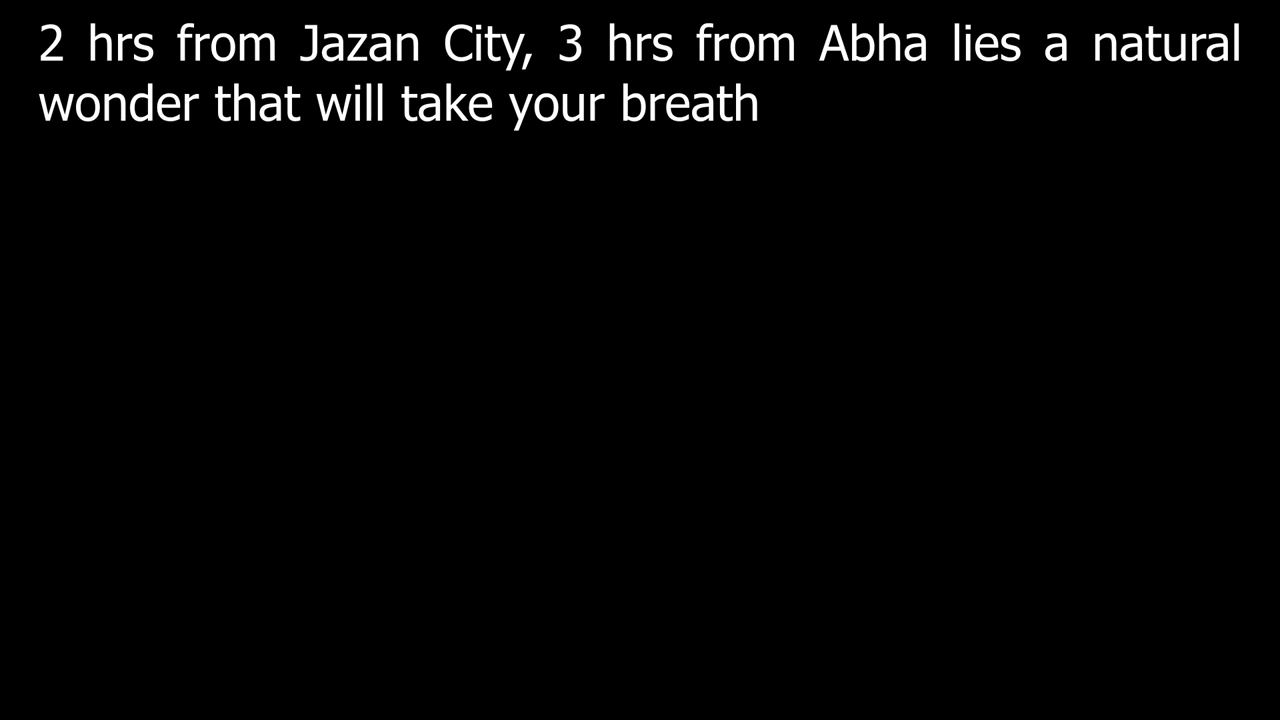 2 hrs from Jazan City, 3 hrs from Abha lies a natural
wonder that will take your breath